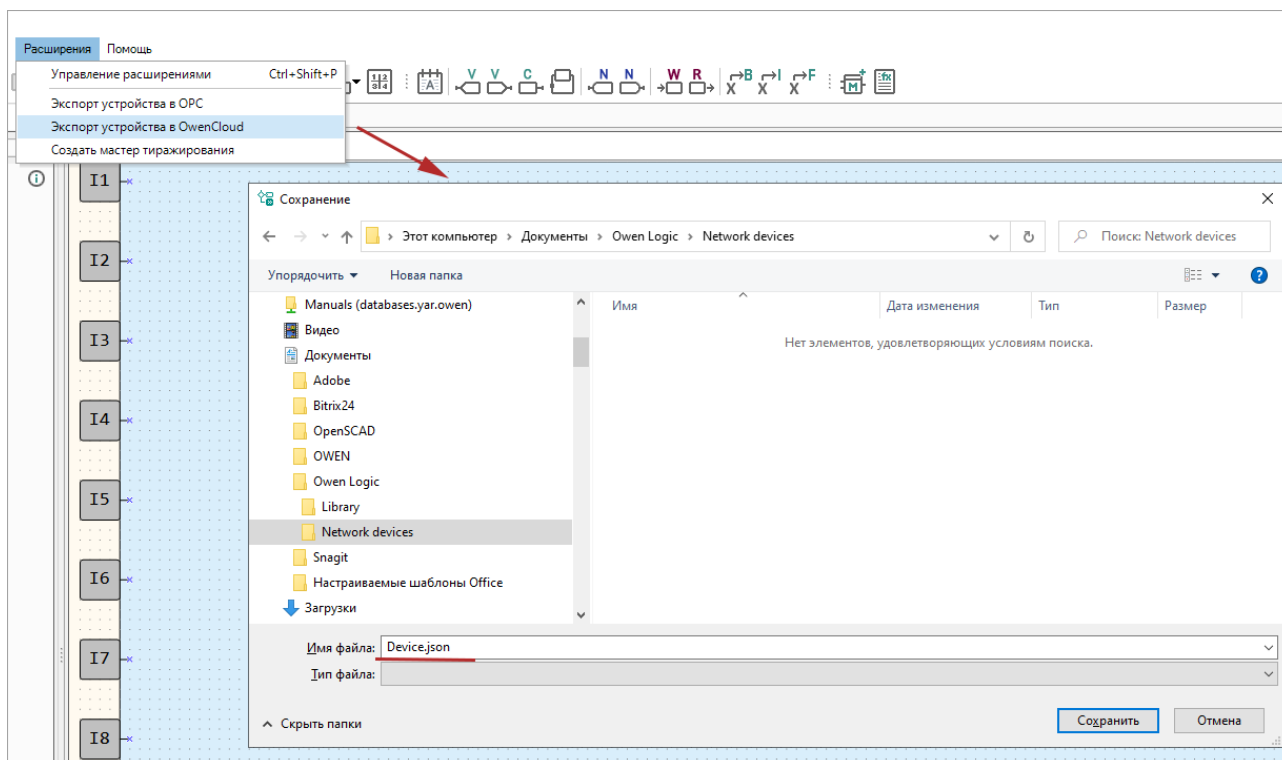 Расширения Помощь
Управление расширениями Ctrl+Shift+P
Экспорт устройства в OPC
Экспорт устройства в OwenCloud
Создать мастер тиражирования
112
314
A
V V C N N W R
X B X I X F
M
fx
I1
I2
I3
I4
I5
I6
I7
I8
Сохранение
Этот компьютер › Документы › Owen Logic › Network devices
Поиск: Network devices
Упорядочить Новая папка
Имя Дата изменения Тип Размер
Нет элементов, удовлетворяющих условиям поиска.
Manuals (databases.yar.owen)
Видео
Документы
Adobe
Bitrix24
OpenSCAD
OWEN
Owen Logic
Library
Network devices
Snagit
Настраиваемые шаблоны Office
Загрузки
Имя файла: Device.json
Тип файла:
Скрыть папки
Сохранить Отмена